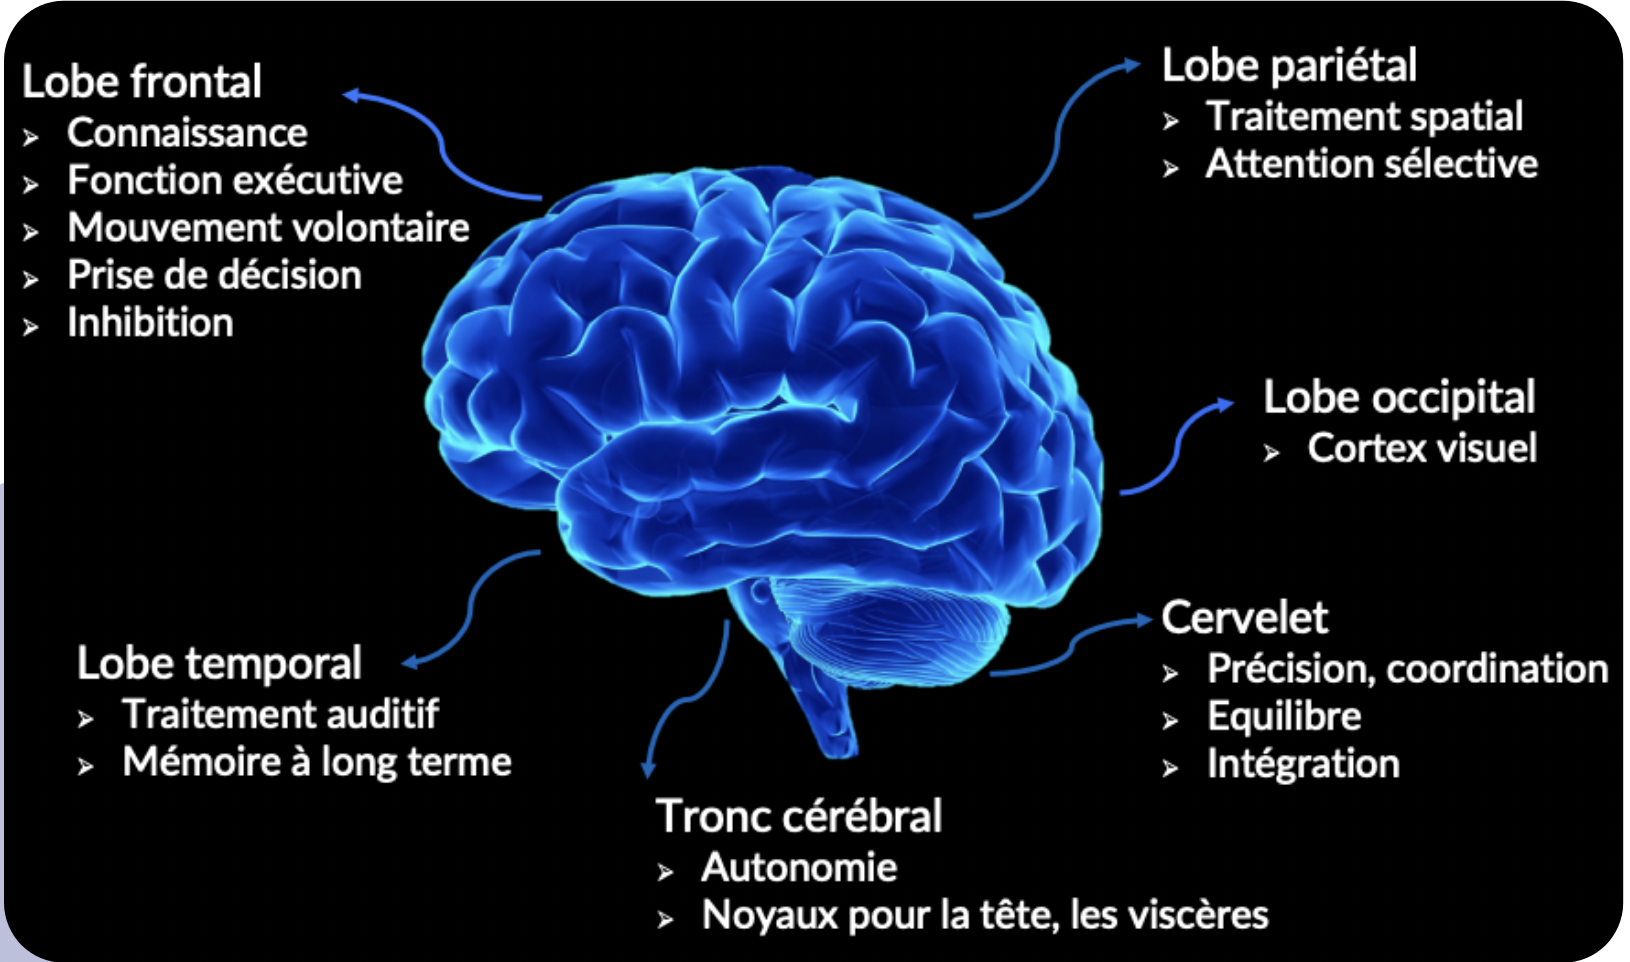 Lobe frontal
➢ Connaissance
➢ Fonction exécutive
➢ Mouvement volontaire
➢ Prise de décision
➢ Inhibition
Lobe pariétal
➢ Traitement spatial
➢ Attention sélective
Lobe occipital
➢ Cortex visuel
Lobe temporal
➢ Traitement auditif
➢ Mémoire à long terme
Cervelet
➢ Précision, coordination
➢ Equilibre
➢ Intégration
Tronc cérébral
➢ Autonomie
➢ Noyaux pour la tête, les viscères